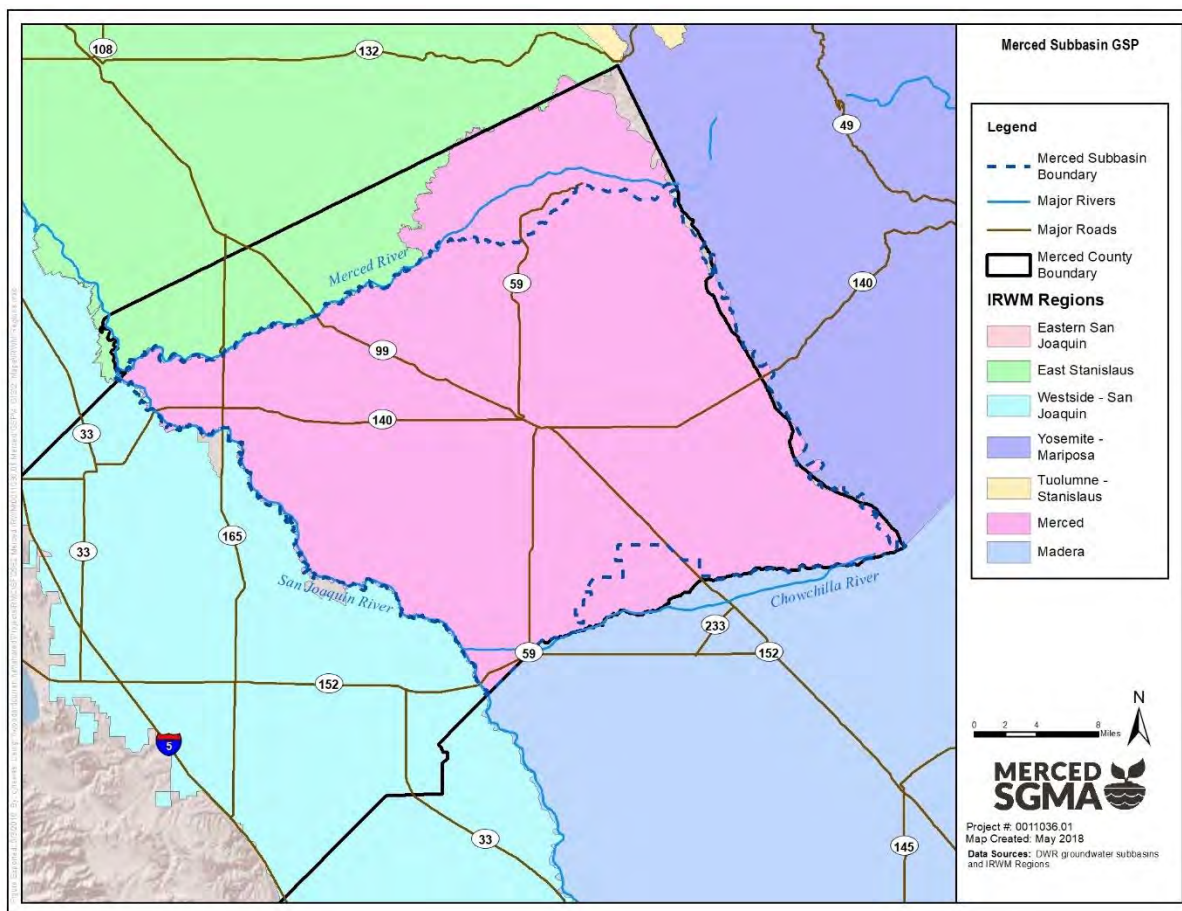 108
132
49
Merced River
59
140
99
140
33
165
33
San Joaquin River
Chowchilla River
233
59
152
152
5
33
145
Merced Subbasin GSP
Legend
Merced Subbasin
Boundary
Major Rivers
Major Roads
Merced County
Boundary
IRWM Regions
Eastern San
Joaquin
East Stanislaus
Westside - San
Joaquin
Yosemite -
Mariposa
Tuolumne -
Stanislaus
Merced
Madera
N
0 2 4 8
Miles
MERCED
SGMA
Project #: 0011036.01
Map Created: May 2018
Data Sources: DWR groundwater subbasins
and IRWM Regions